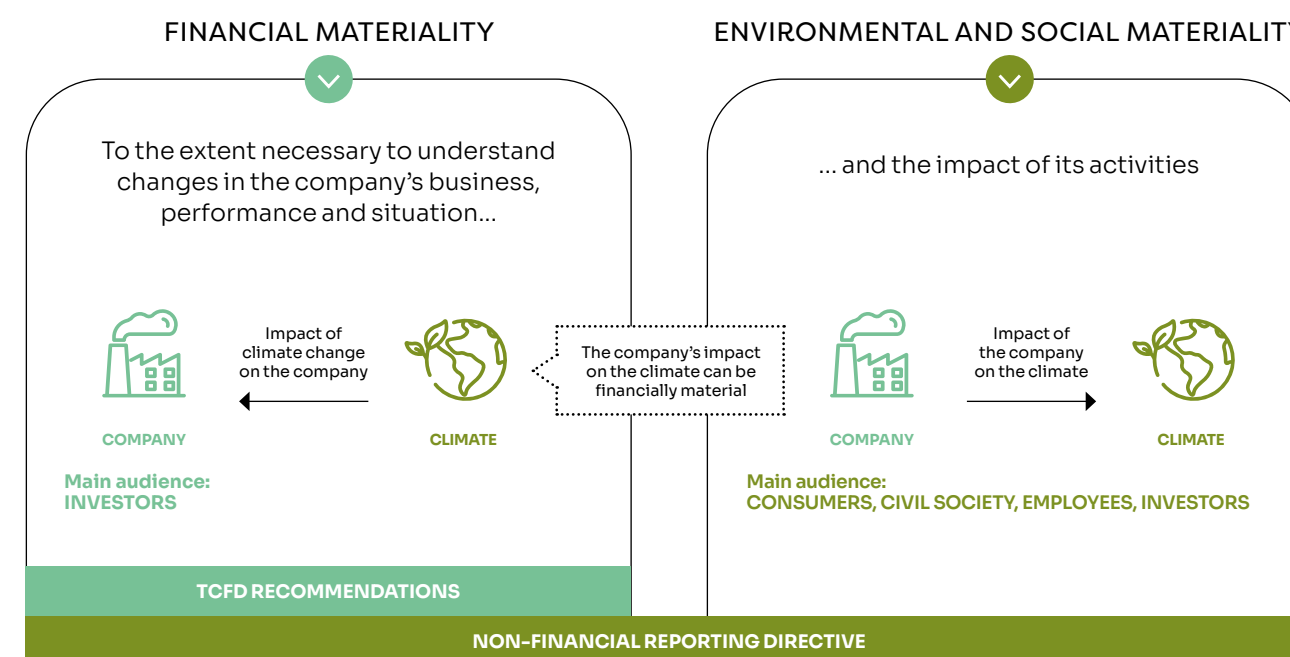 FINANCIAL MATERIALITY
To the extent necessary to understand
changes in the company’s business,
performance and situation...
Impact of
climate change
on the company
COMPANY
CLIMATE
Main audience:
INVESTORS
TCFD RECOMMENDATIONS
The company’s impact
on the climate can be
financially material
ENVIRONMENTAL AND SOCIAL MATERIALITY
... and the impact of its activities
Impact of
the company
on the climate
COMPANY
CLIMATE
Main audience:
CONSUMERS, CIVIL SOCIETY, EMPLOYEES, INVESTORS
NON-FINANCIAL REPORTING DIRECTIVE